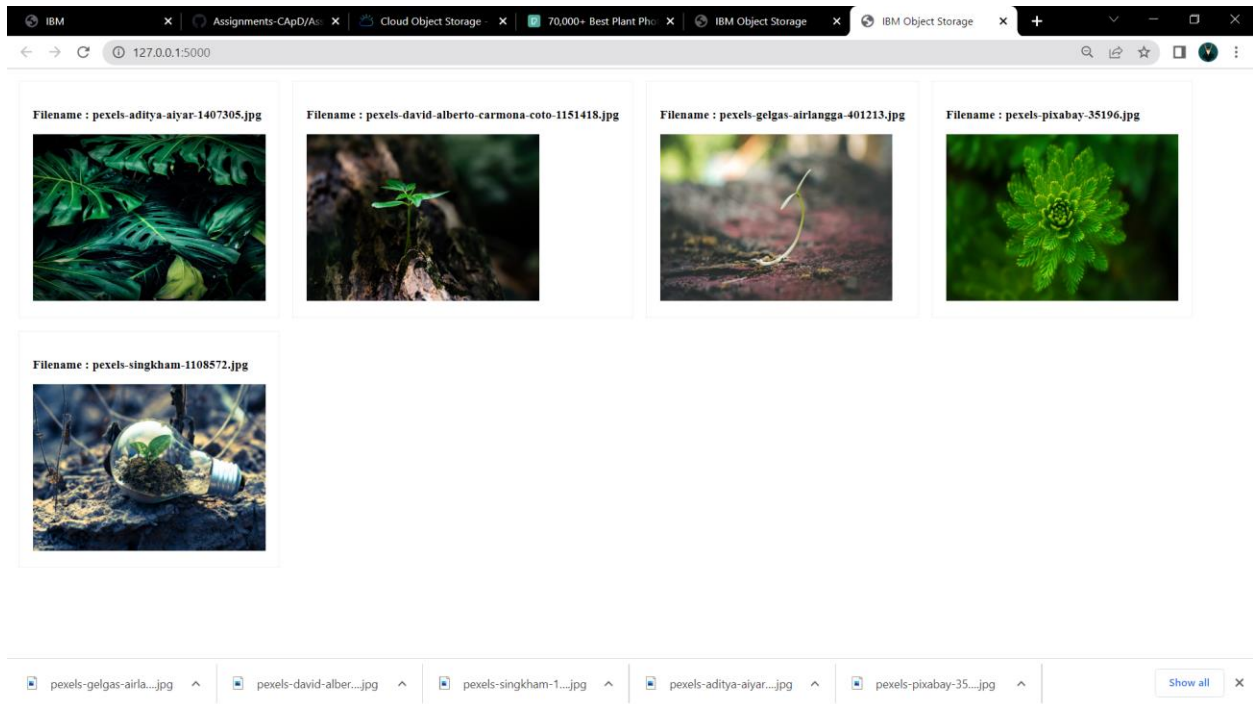 IBM
Assignments-CApD/Ass
Cloud Object Storage -
70,000+ Best Plant Pho
IBM Object Storage
IBM Object Storage
127.0.0.1:5000
Filename : pexels-aditya-aiyar-1407305.jpg
Filename : pexels-david-alberto-carmona-coto-1151418.jpg
Filename : pexels-gelgas-airlangga-401213.jpg
Filename : pexels-pixabay-35196.jpg
Filename : pexels-singkham-1108572.jpg
pexels-gelgas-airla....jpg
pexels-david-alber....jpg
pexels-singkham-1....jpg
pexels-aditya-aiyar....jpg
pexels-pixabay-35....jpg
Show all